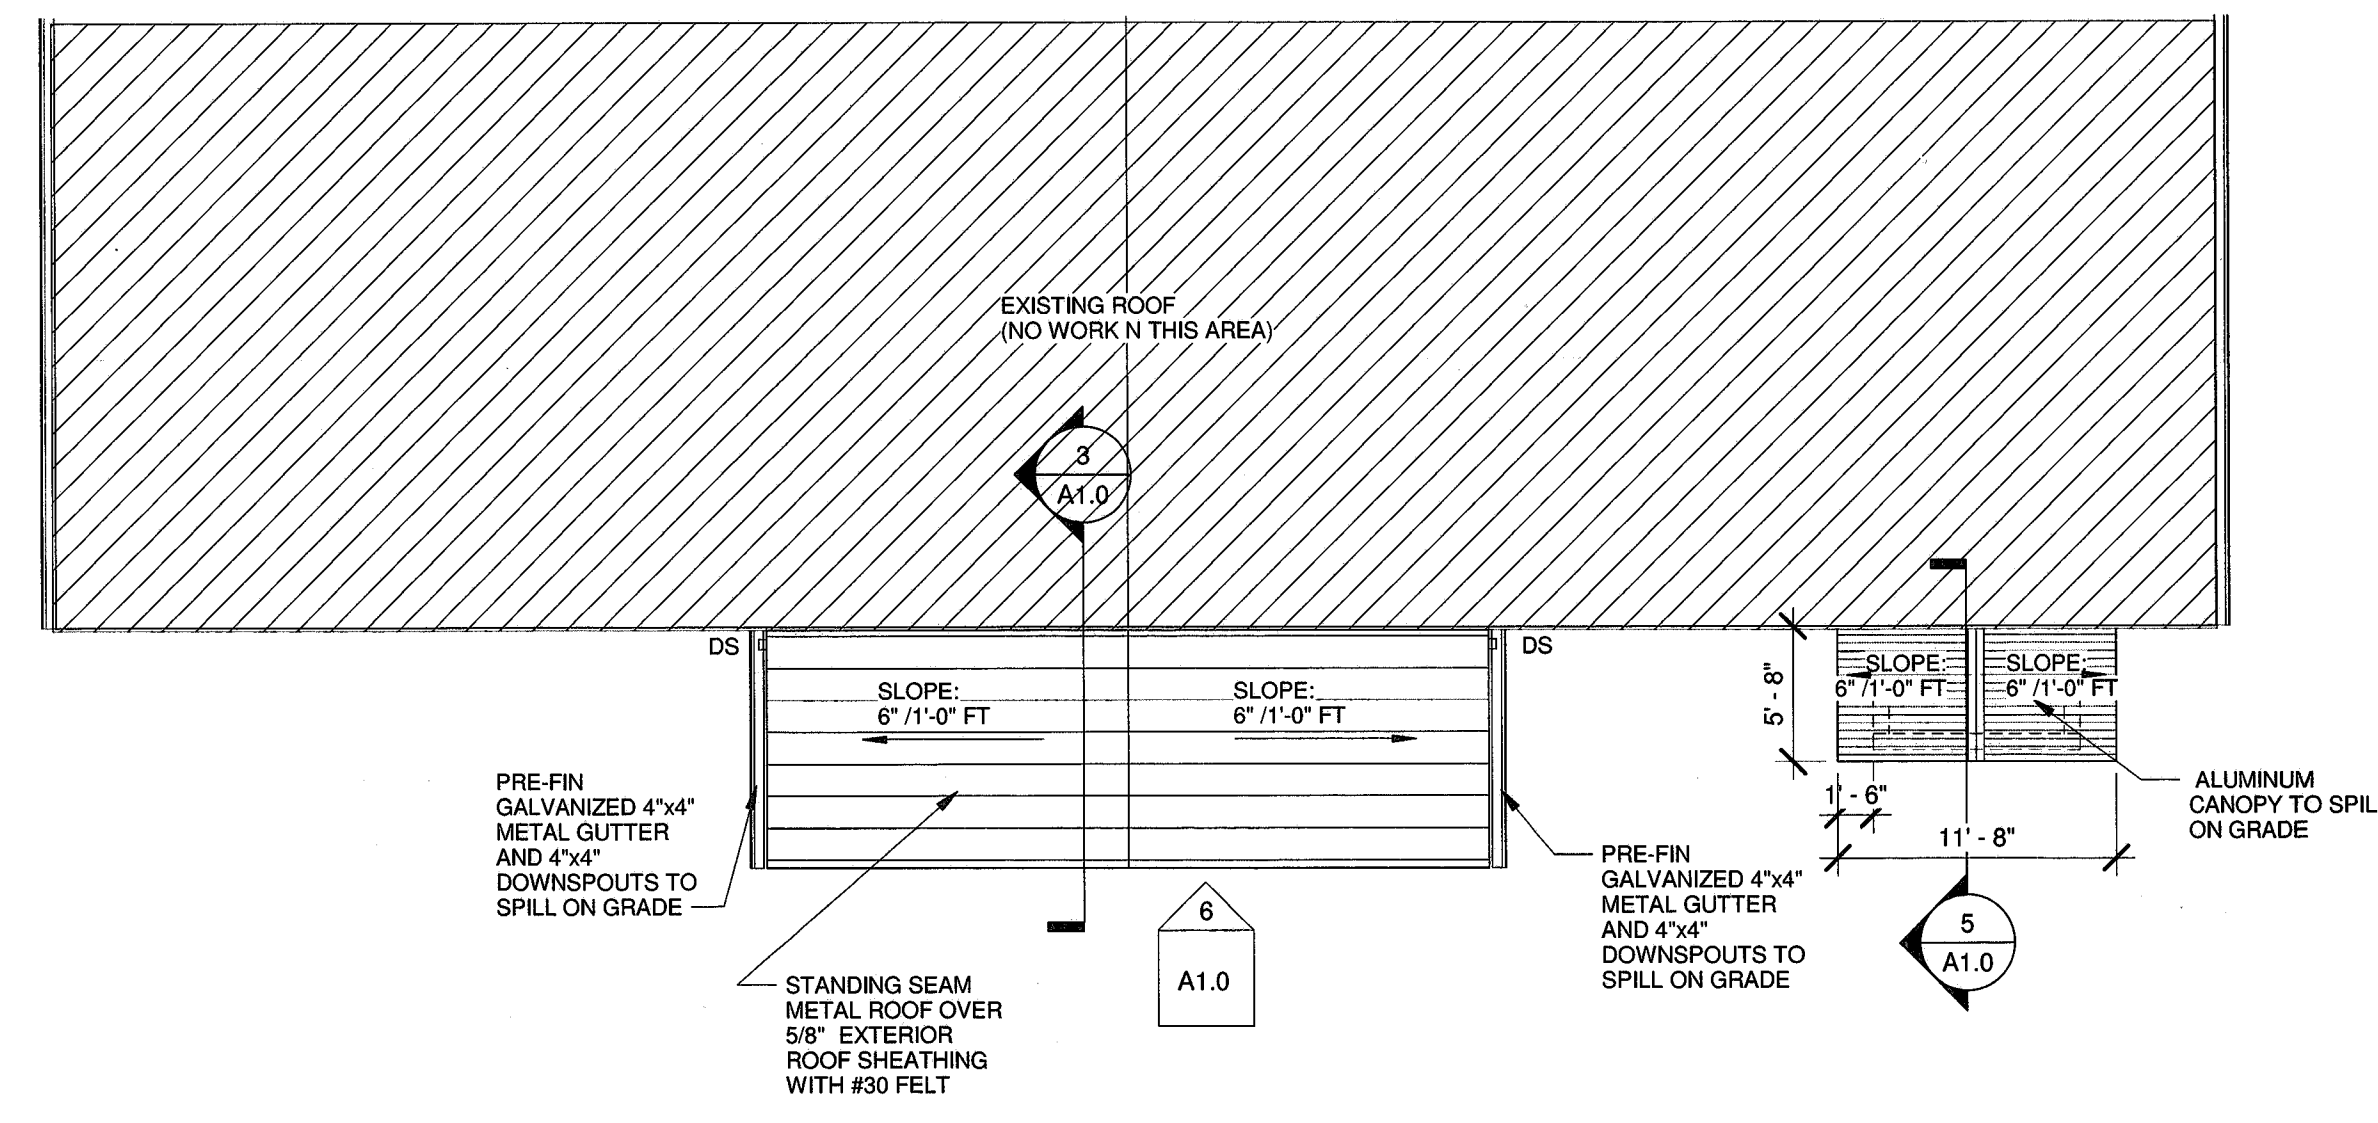 EXISTING ROOF
(NO WORK N THIS AREA)
3
A1.0
DS
DS
SLOPE:
6" /1'-0" FT
SLOPE:
6" /1'-0" FT
SLOPE:
6" /1'-0" FT
SLOPE:
6" /1'-0" FT
5' - 8"
1' - 6"
11' - 8"
PRE-FIN
GALVANIZED 4"x4"
METAL GUTTER
AND 4"x4"
DOWNSPOUTS TO
SPILL ON GRADE
ALUMINUM
CANOPY TO SPIL
ON GRADE
PRE-FIN
GALVANIZED 4"x4"
METAL GUTTER
AND 4"x4"
DOWNSPOUTS TO
SPILL ON GRADE
6
A1.0
5
A1.0
STANDING SEAM
METAL ROOF OVER
5/8" EXTERIOR
ROOF SHEATHING
WITH #30 FELT